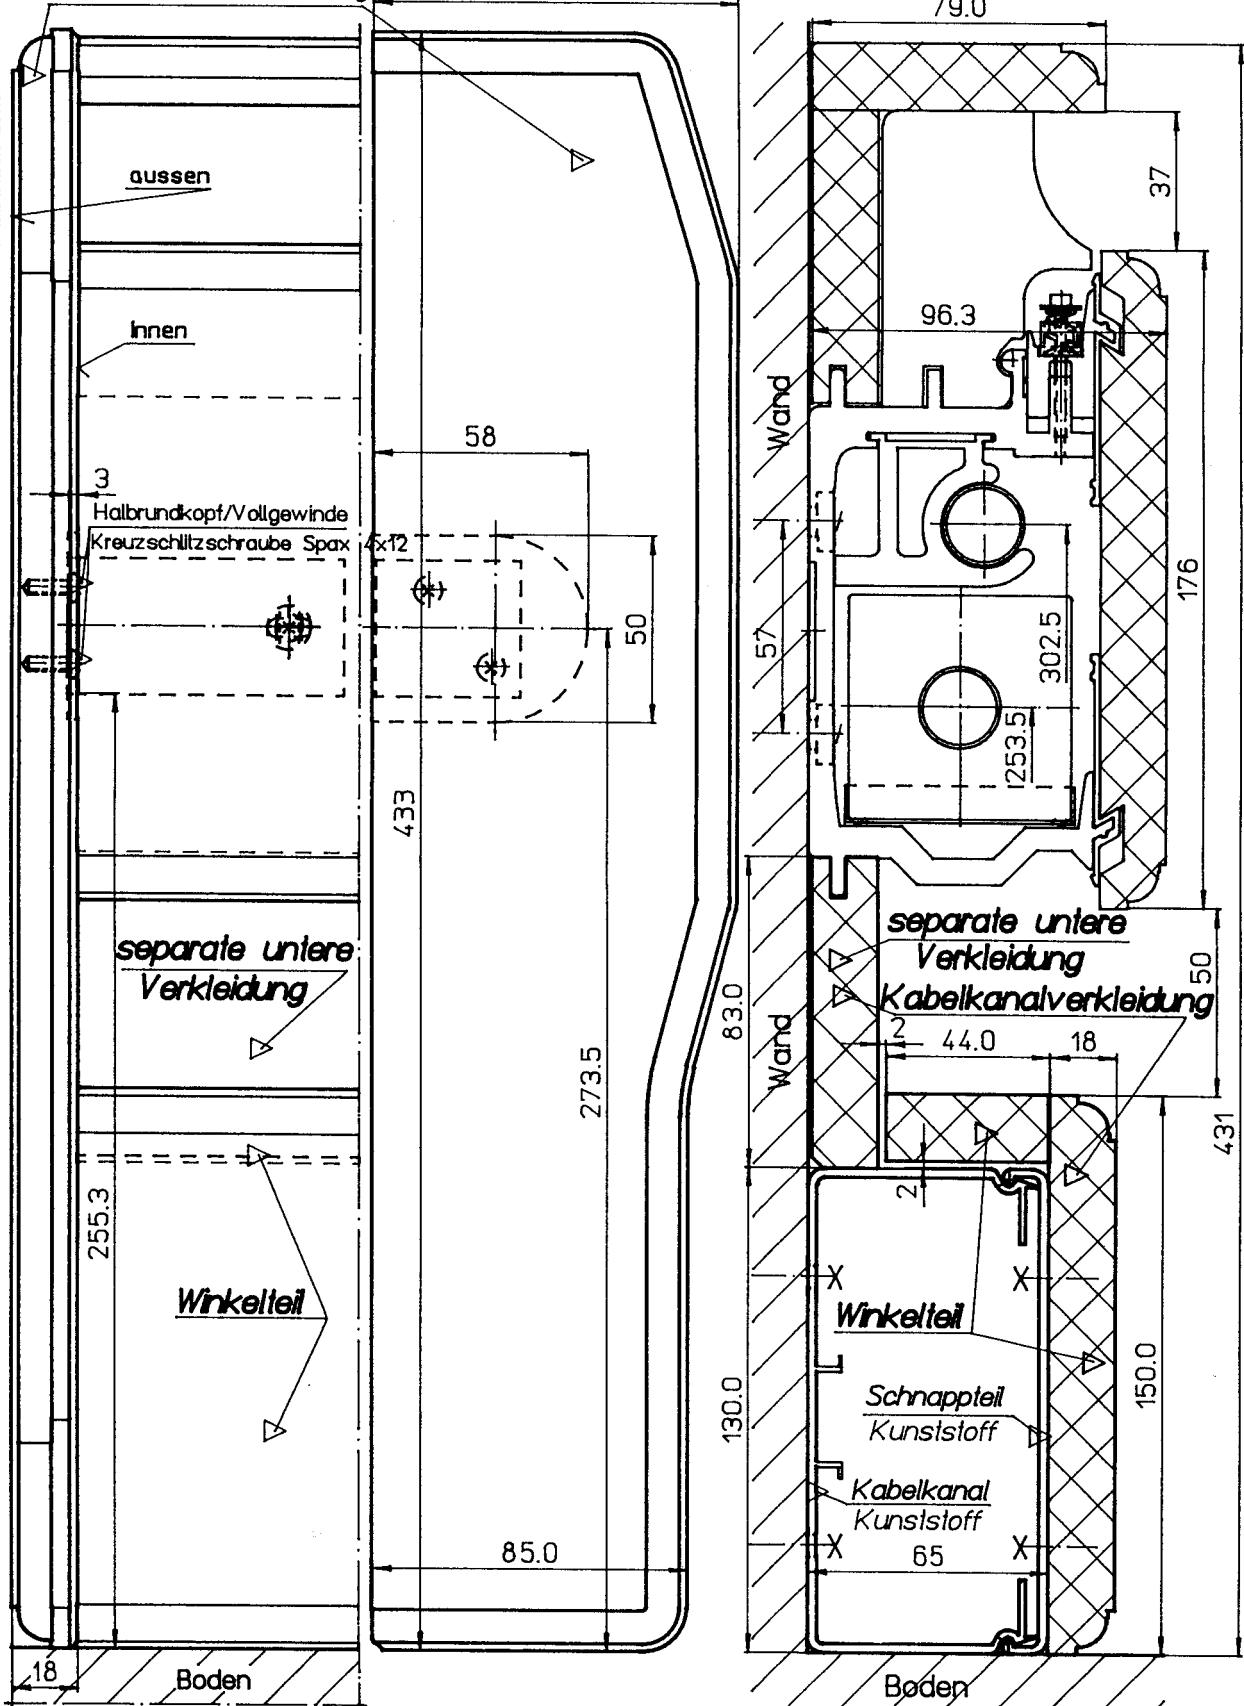 79.0
37
aussen
Innen
96.3
Wand
58
3
Halbrundkopf/Vollgewinde
Kreuzschlitzschraube Spax 4x12
50
57
302.5
176
253.5
433
separate untere
Verkleidung
separate untere
Verkleidung
Kabelkanalverkleidung
50
83.0
Wand
2
44.0
18
273.5
431
2
255.3
Winkelteil
Winkelteil
150.0
130.0
Schnappteil
Kunststoff
Kabelkanal
Kunststoff
85.0
65
18
Boden
Boden